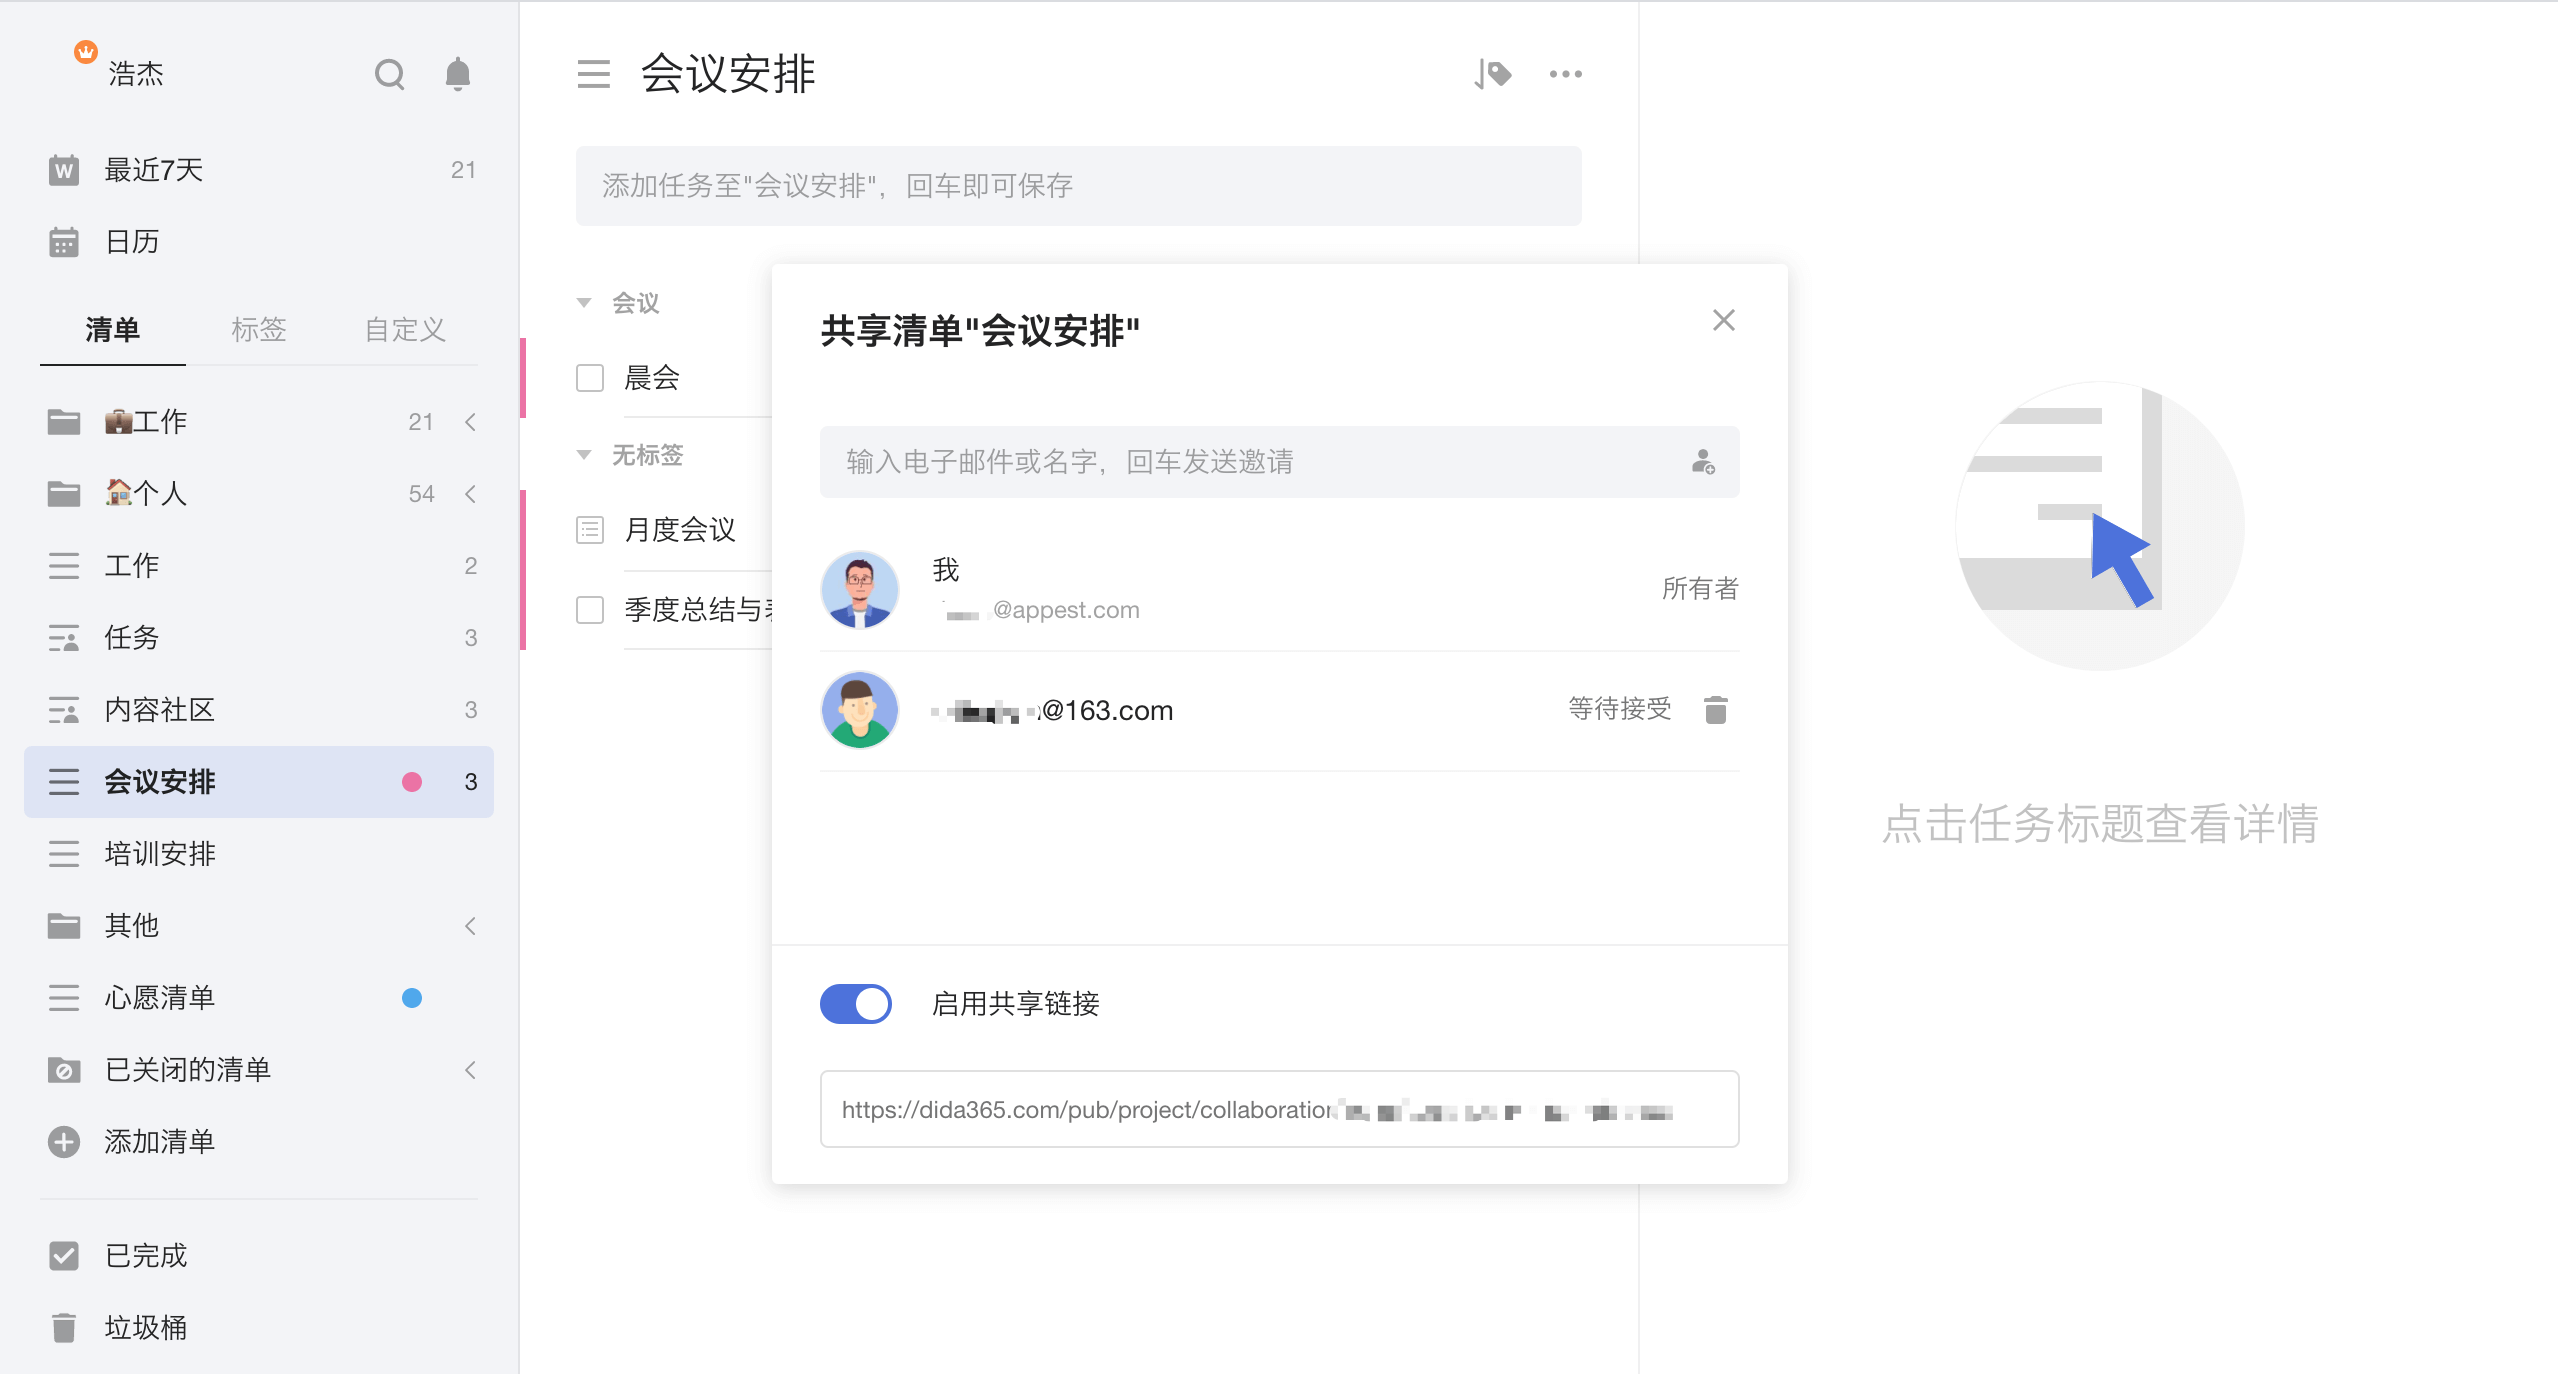 浩杰
最近7天 21
日历
清单 标签 自定义
💼工作 21
🏠个人 54
工作 2
任务 3
内容社区 3
会议安排 3
培训安排
其他
心愿清单
已关闭的清单
添加清单
已完成
垃圾桶
会议安排
添加任务至"会议安排"，回车即可保存
会议
晨会
无标签
月度会议
季度总结与
共享清单"会议安排"
输入电子邮件或名字，回车发送邀请
我
@appest.com
所有者
@163.com
等待接受
启用共享链接
https://dida365.com/pub/project/collaboration
点击任务标题查看详情